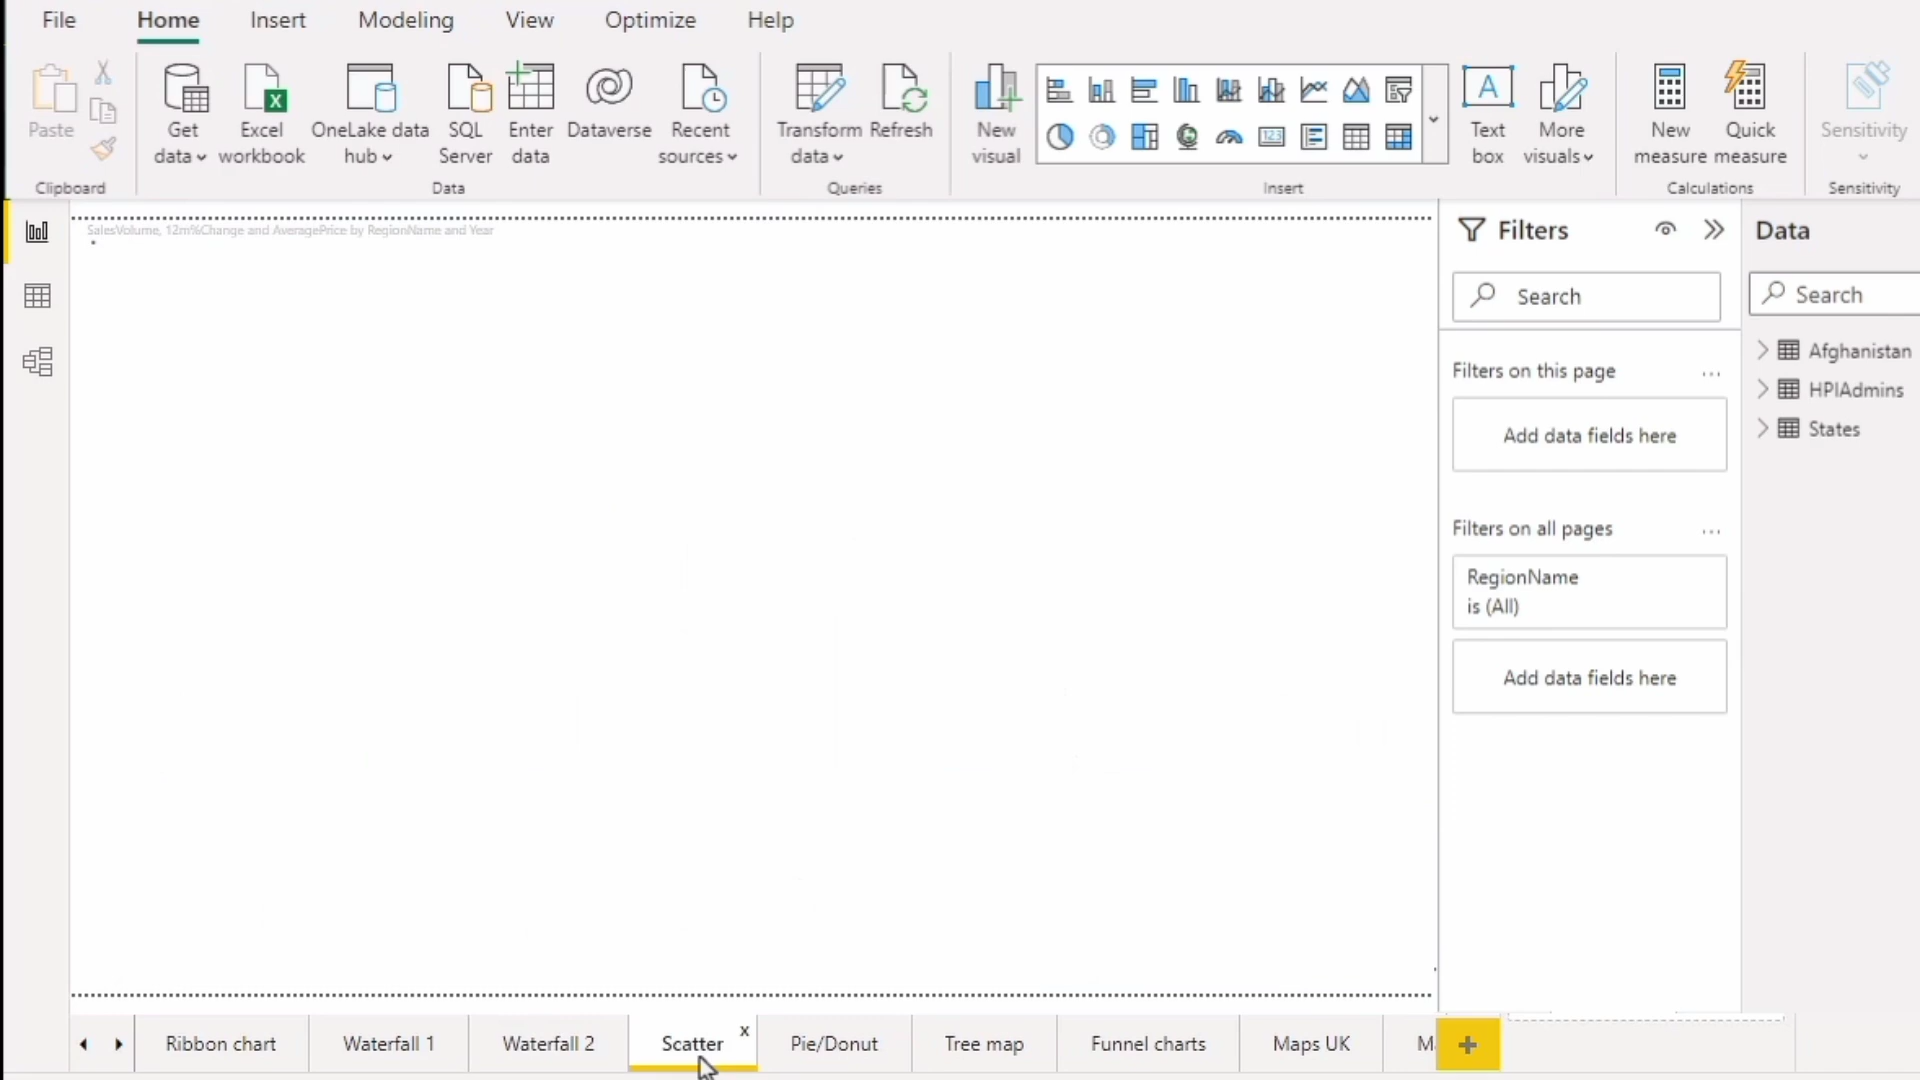 File Home Insert Modeling View Optimize Help
Paste
Clipboard
Get data
Excel workbook
OneLake data hub
SQL Server
Enter data
Dataverse
Recent sources
Data
Transform data
Refresh
Queries
New visual
123
Insert
A
Text box
More visuals
New measure
Quick measure
Calculations
Sensitivity
Sensitivity
SalesVolume, 12m%Change and AveragePrice by RegionName and Year
Filters
Search
Filters on this page
Add data fields here
Filters on all pages
RegionName
is (All)
Add data fields here
Data
Search
Afghanistan
HPIAdmins
States
Ribbon chart Waterfall 1 Waterfall 2 Scatter x Pie/Donut Tree map Funnel charts Maps UK